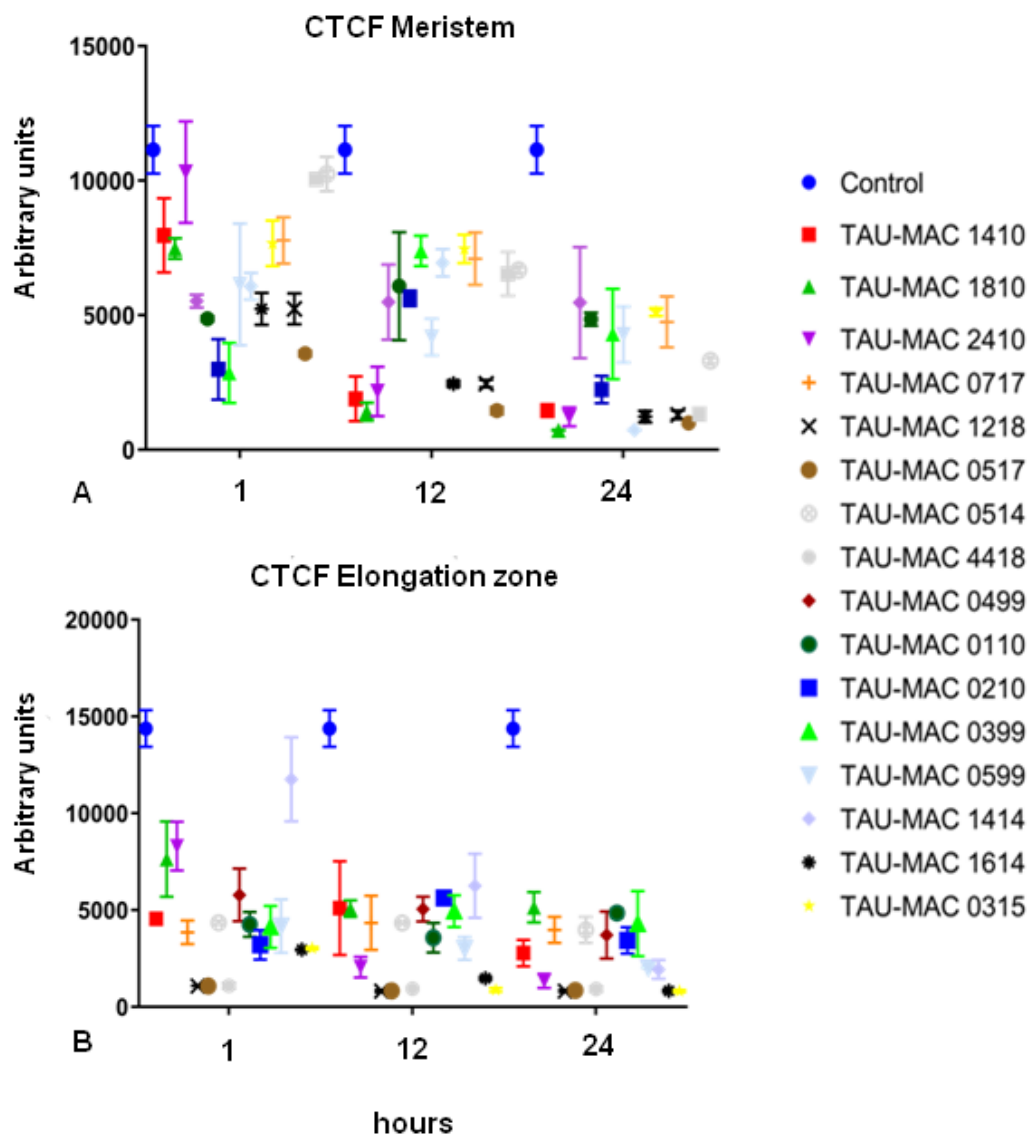 CTCF Meristem
15000
10000
5000
0
Arbitrary units
A
1
12
24
CTCF Elongation zone
20000
15000
10000
5000
0
Arbitrary units
B
1
12
24
hours
Control
TAU-MAC 1410
TAU-MAC 1810
TAU-MAC 2410
TAU-MAC 0717
TAU-MAC 1218
TAU-MAC 0517
TAU-MAC 0514
TAU-MAC 4418
TAU-MAC 0499
TAU-MAC 0110
TAU-MAC 0210
TAU-MAC 0399
TAU-MAC 0599
TAU-MAC 1414
TAU-MAC 1614
TAU-MAC 0315